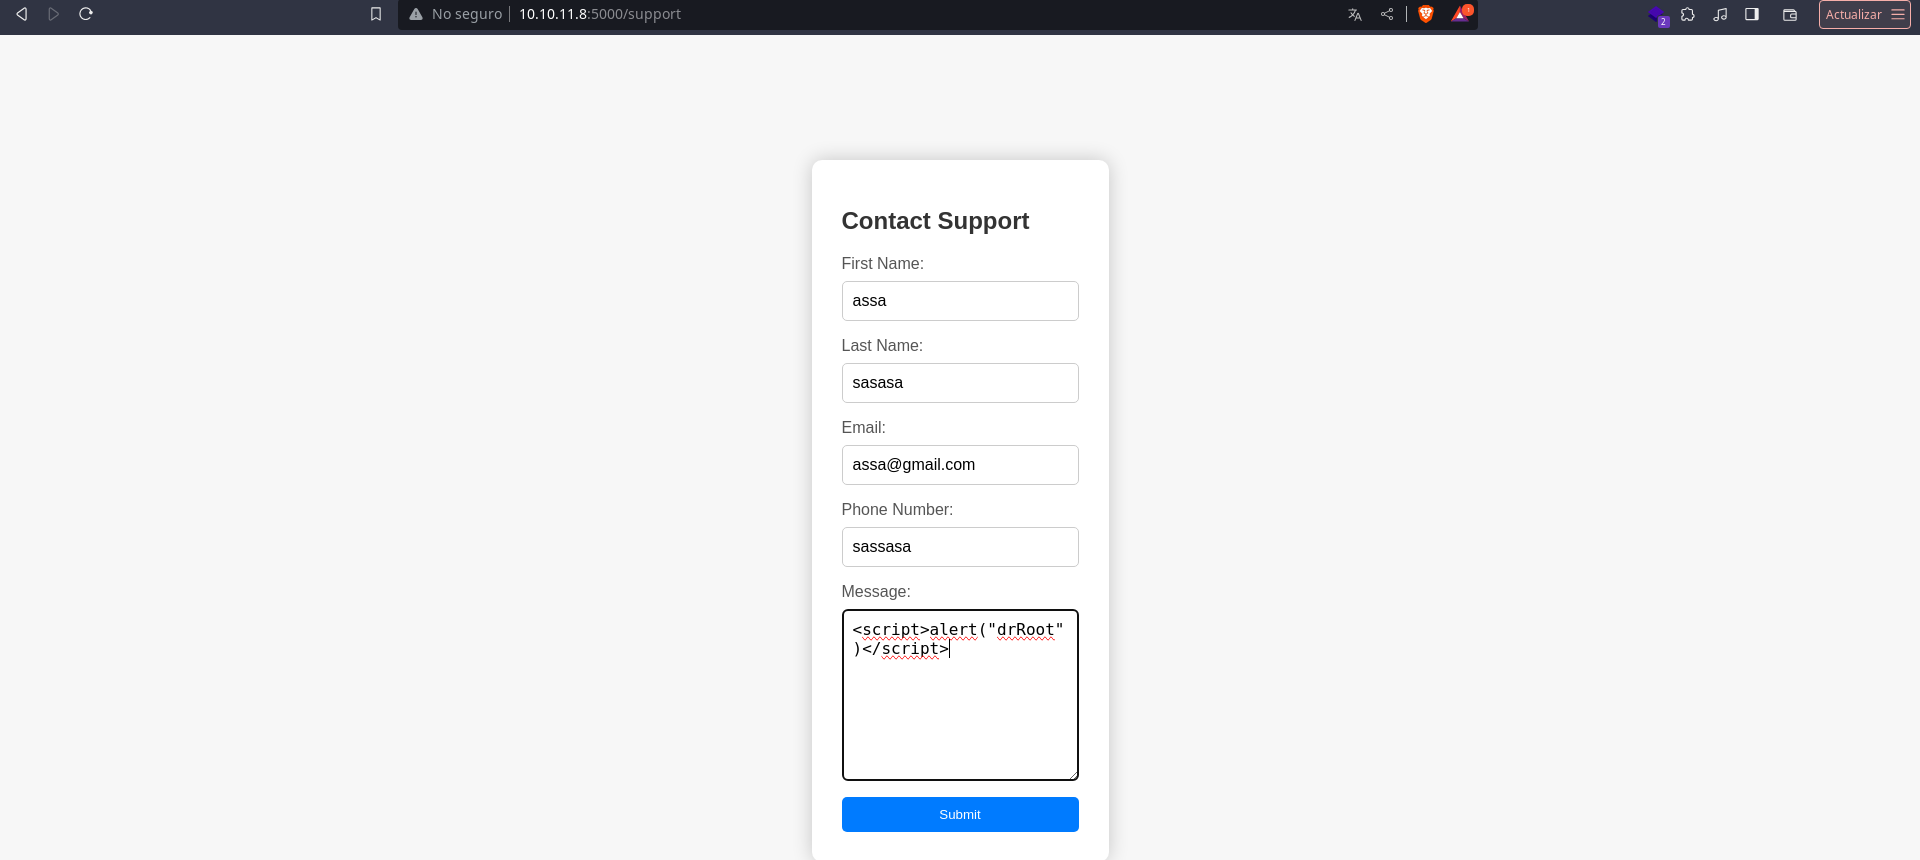 No seguro 10.10.11.8:5000/support
2
Actualizar
Contact Support
First Name:
assa
Last Name:
sasasa
Email:
assa@gmail.com
Phone Number:
sassasa
Message:
<script>alert("drRoot"
)</script>
Submit